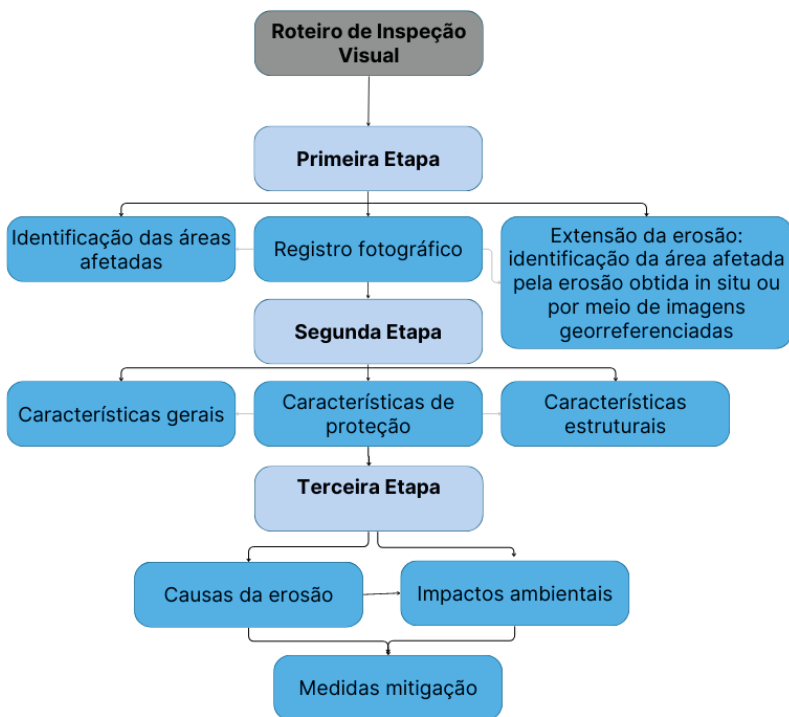 Roteiro de Inspeção
Visual
Primeira Etapa
Identificação das áreas
afetadas
Registro fotográfico
Extensão da erosão:
identificação da área afetada
pela erosão obtida in situ ou
por meio de imagens
georreferenciadas
Segunda Etapa
Características gerais
Características de
proteção
Características
estruturais
Terceira Etapa
Causas da erosão
Impactos ambientais
Medidas mitigação